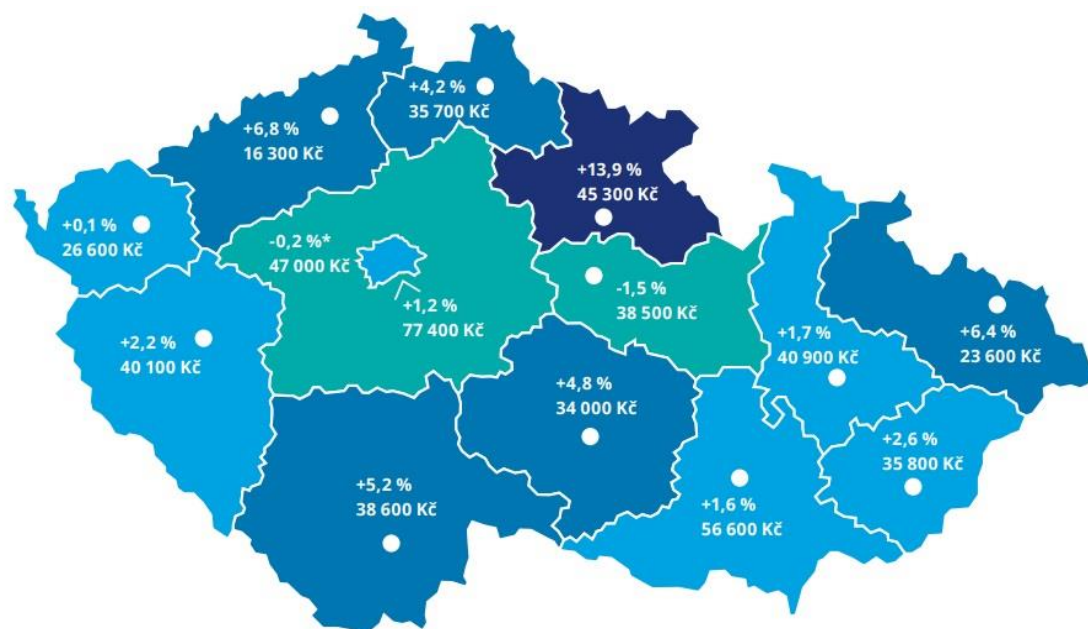 +4,2 %
35 700 Kč
+6,8 %
16 300 Kč
+13,9 %
45 300 Kč
+0,1 %
26 600 Kč
-0,2 %*
47 000 Kč
+1,2 %
77 400 Kč
-1,5 %
38 500 Kč
+2,2 %
40 100 Kč
+1,7 %
40 900 Kč
+6,4 %
23 600 Kč
+4,8 %
34 000 Kč
+2,6 %
35 800 Kč
+5,2 %
38 600 Kč
+1,6 %
56 600 Kč